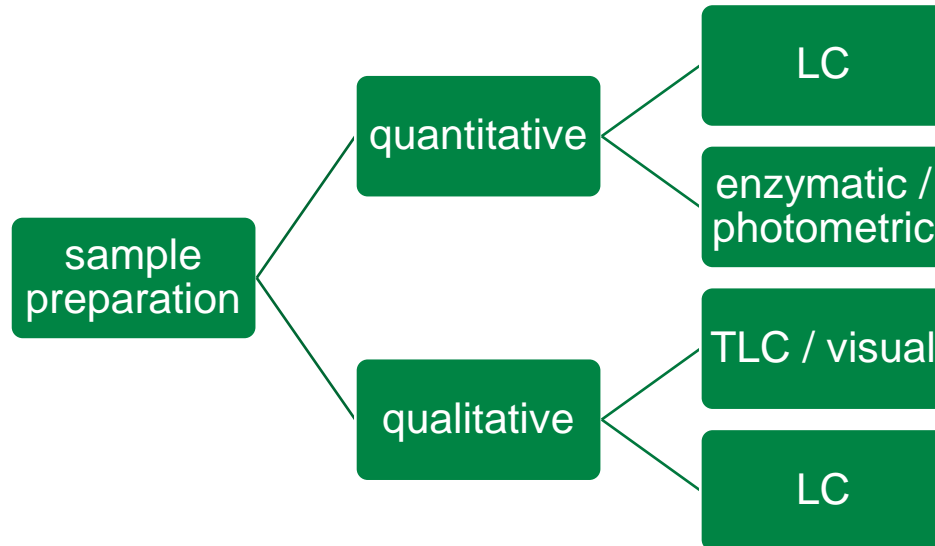 sample
preparation
quantitative
qualitative
LC
enzymatic /
photometric
TLC / visual
LC